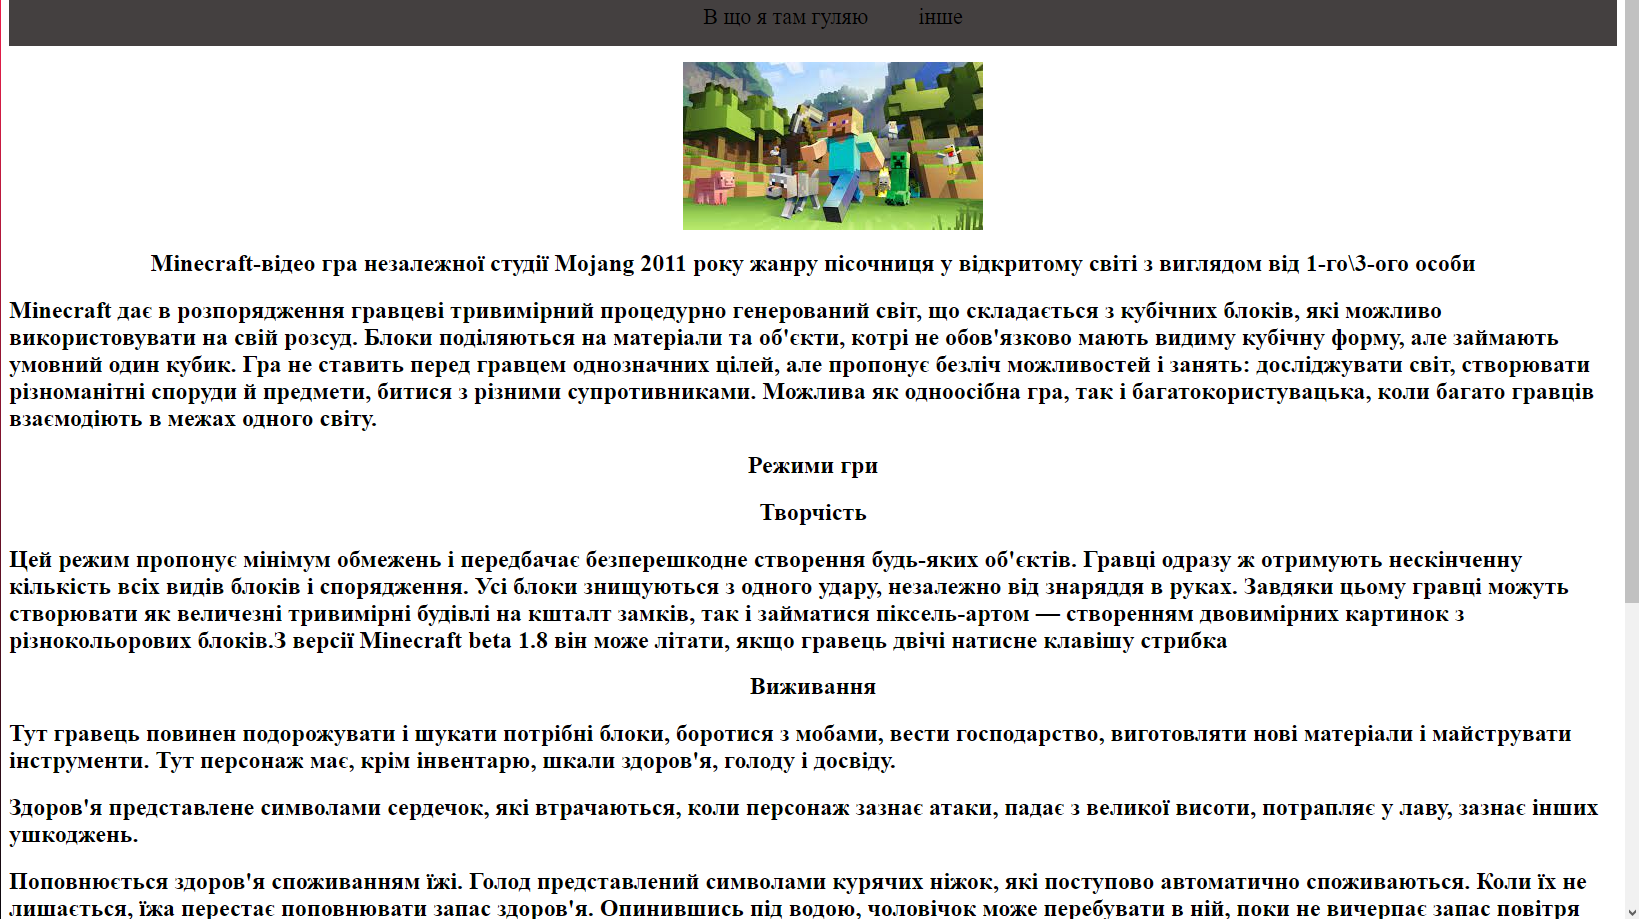 В що я там гуляю інше
Minecraft-відео гра незалежної студії Mojang 2011 року жанру пісочниця у відкритому світі з виглядом від 1-го\3-ого особи
Minecraft дає в розпорядження гравцеві тривимірний процедурно генерований світ, що складається з кубічних блоків, які можливо
використовувати на свій розсуд. Блоки поділяються на матеріали та об'єкти, котрі не обов'язково мають видиму кубічну форму, але займають
умовний один кубик. Гра не ставить перед гравцем однозначних цілей, але пропонує безліч можливостей і занять: досліджувати світ, створювати
різноманітні споруди й предмети, битися з різними супротивниками. Можлива як одноосібна гра, так і багатокористувацька, коли багато гравців
взаємодіють в межах одного світу.
Режими гри
Творчість
Цей режим пропонує мінімум обмежень і передбачає безперешкодне створення будь-яких об'єктів. Гравці одразу ж отримують нескінченну
кількість всіх видів блоків і спорядження. Усі блоки знищуються з одного удару, незалежно від знаряддя в руках. Завдяки цьому гравці можуть
створювати як величезні тривимірні будівлі на кшталт замків, так і займатися піксель-артом — створенням двовимірних картинок з
різнокольорових блоків.З версії Minecraft beta 1.8 він може літати, якщо гравець двічі натисне клавішу стрибка
Виживання
Тут гравець повинен подорожувати і шукати потрібні блоки, боротися з мобами, вести господарство, виготовляти нові матеріали і майструвати
інструменти. Тут персонаж має, крім інвентарю, шкали здоров'я, голоду і досвіду.
Здоров'я представлене символами сердечок, які втрачаються, коли персонаж зазнає атаки, падає з великої висоти, потрапляє у лаву, зазнає інших
ушкоджень.
Поповнюється здоров'я споживанням їжі. Голод представлений символами курячих ніжок, які поступово автоматично споживаються. Коли їх не
лишається, їжа перестає поповнювати запас здоров'я. Опинившись під водою, чоловічок може перебувати в ній, поки не вичерпає запас повітря